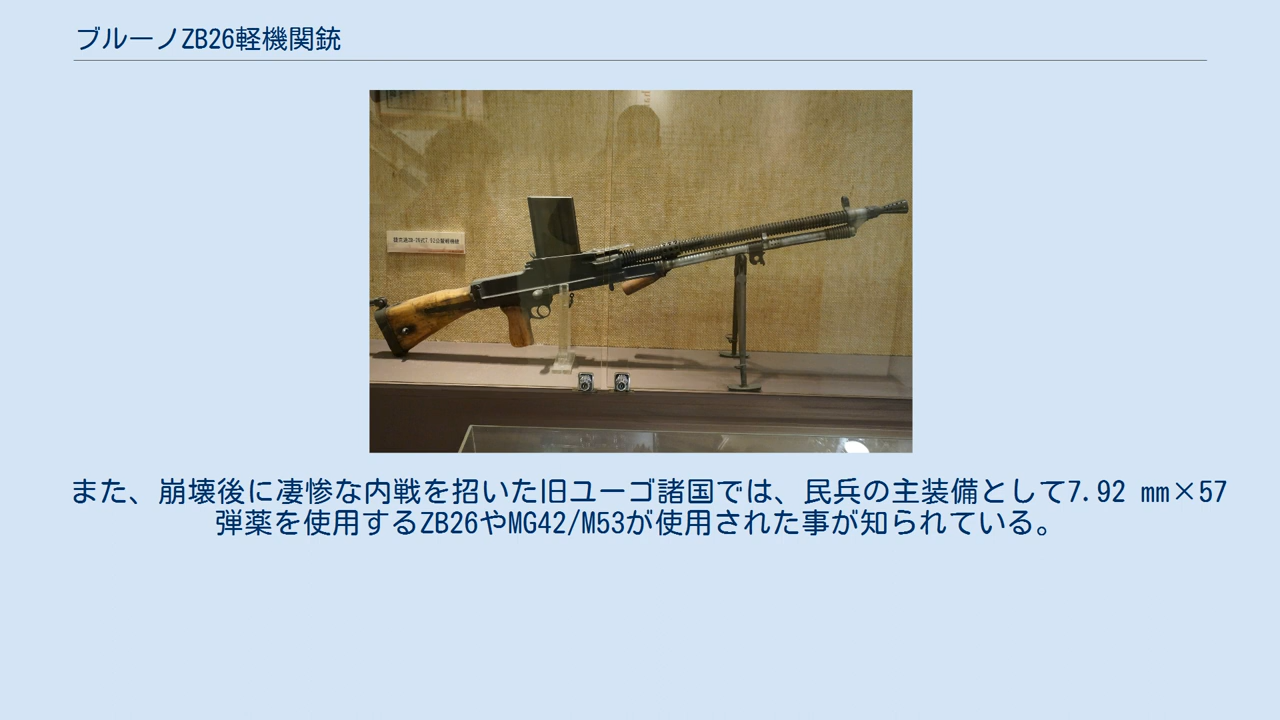 ブルーノZB26軽機関銃
また、崩壊後に凄惨な内戦を招いた旧ユーゴ諸国では、民兵の主装備として7.92 mm×57
弾薬を使用するZB26やMG42/M53が使用された事が知られている。